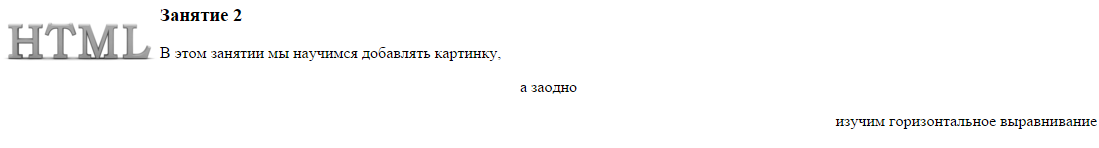 Занятие 2
HTML
В этом занятии мы научимся добавлять картинку,
а заодно
изучим горизонтальное выравнивание